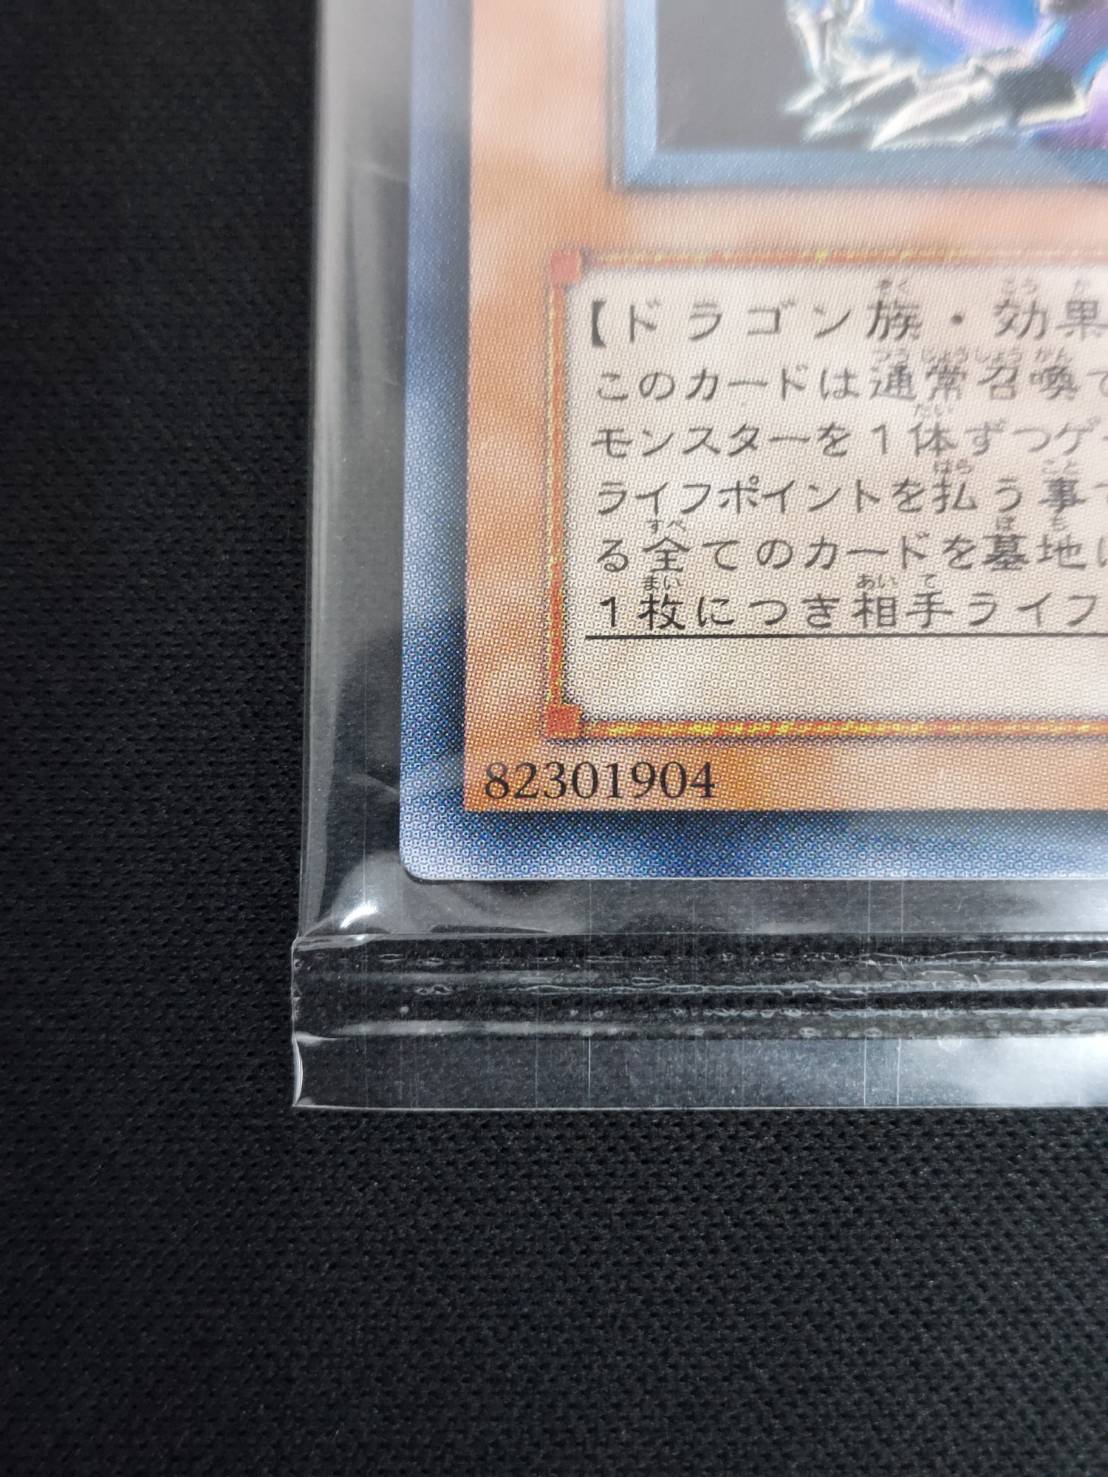 【ドラゴン族・効果
このカードは通常召喚で
モンスターを1体ずつゲー
ライフポイントを払う事で
る全てのカードを墓地に
1枚につき相手ライフ
82301904